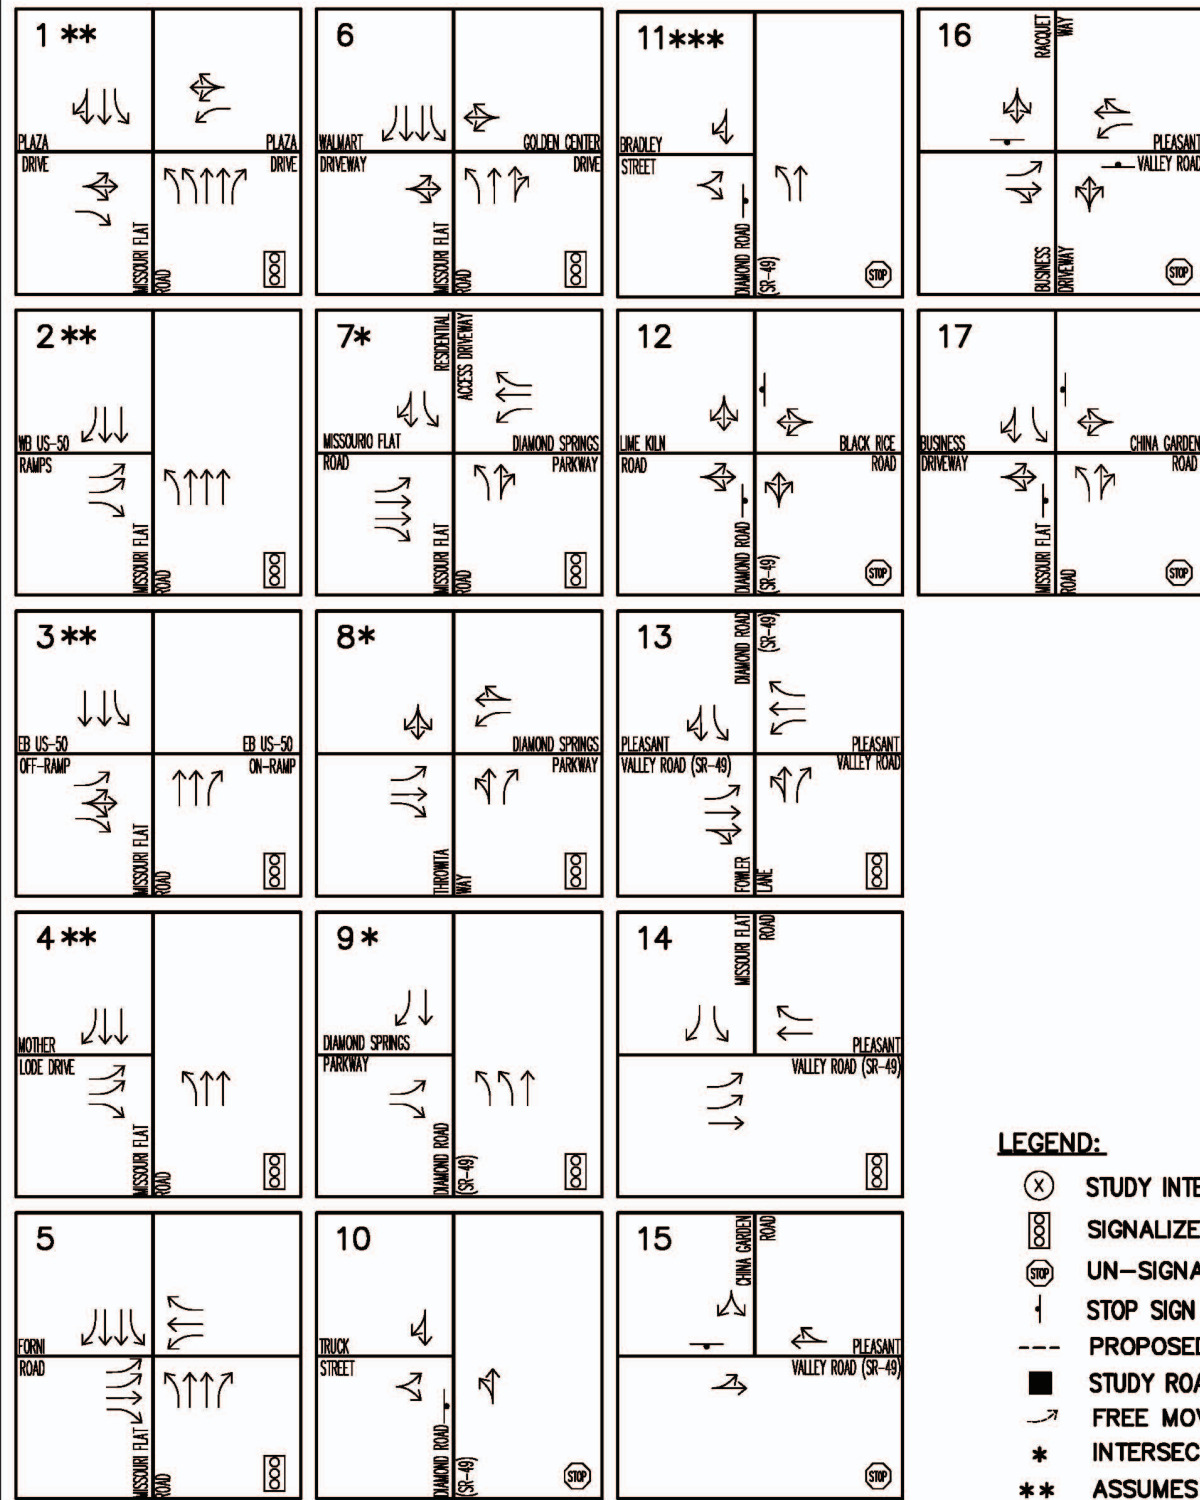 1 **
PLAZA
DRIVE
PLAZA
DRIVE
MISSOURI FLAT
ROAD
6
WALMART
DRIVEWAY
GOLDEN CENTER
DRIVE
MISSOURI FLAT
ROAD
11***
BRADLEY
STREET
DIAMOND ROAD
(SR-49)
STOP
16
RACQUET
WAY
PLEASANT
VALLEY ROAD
BUSINESS
DRIVEWAY
STOP
2 **
WB US-50
RAMPS
MISSOURI FLAT
ROAD
7*
RESIDENTIAL
ACCESS DRIVEWAY
MISSOURIO FLAT
ROAD
DIAMOND SPRINGS
PARKWAY
MISSOURI FLAT
ROAD
12
LIME KILN
ROAD
BLACK RICE
ROAD
DIAMOND ROAD
(SR-49)
STOP
17
BUSINESS
DRIVEWAY
CHINA GARDEN
ROAD
MISSOURI FLAT
ROAD
STOP
3 **
EB US-50
OFF-RAMP
EB US-50
ON-RAMP
MISSOURI FLAT
ROAD
8*
DIAMOND SPRINGS
PARKWAY
THROWITA
WAY
13
DIAMOND ROAD
(SR-49)
PLEASANT
VALLEY ROAD (SR-49)
PLEASANT
VALLEY ROAD
FOWLER
LANE
4 **
MOTHER
LODE DRIVE
MISSOURI FLAT
ROAD
9 *
DIAMOND SPRINGS
PARKWAY
DIAMOND ROAD
(SR-49)
14
MISSOURI FLAT
ROAD
PLEASANT
VALLEY ROAD (SR-49)
5
FORNI
ROAD
MISSOURI FLAT
ROAD
10
TRUCK
STREET
DIAMOND ROAD
(SR-49)
STOP
15
CHINA GARDEN
ROAD
PLEASANT
VALLEY ROAD (SR-49)
STOP
LEGEND:
X STUDY INTE
SIGNALIZE
STOP UN-SIGNA
STOP SIGN
PROPOSED
STUDY ROA
FREE MOV
* INTERSEC
** ASSUMES